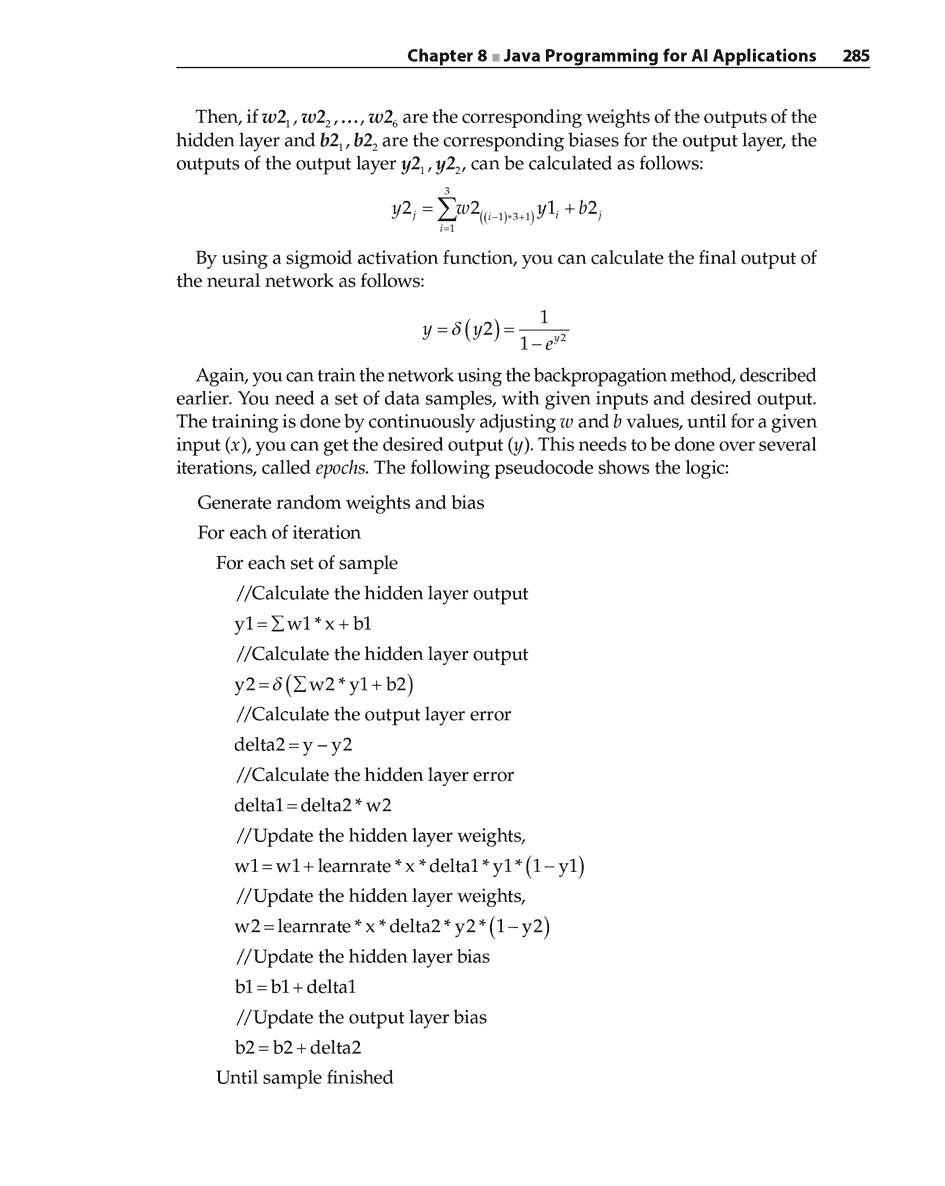 Chapter 8 ■ Java Programming for AI Applications 285
Then, if w2₁, w2₂, ..., w2₆ are the corresponding weights of the outputs of the
hidden layer and b2₁, b2₂ are the corresponding biases for the output layer, the
outputs of the output layer y2₁, y2₂, can be calculated as follows:
y2ⱼ = ∑_{i=1}^{3} w2_{((i−1)*3+1)} y1ᵢ + b2ⱼ
By using a sigmoid activation function, you can calculate the final output of
the neural network as follows:
y = δ(y2) = 1 / (1 − e^{y2})
Again, you can train the network using the backpropagation method, described
earlier. You need a set of data samples, with given inputs and desired output.
The training is done by continuously adjusting w and b values, until for a given
input (x), you can get the desired output (y). This needs to be done over several
iterations, called epochs. The following pseudocode shows the logic:
Generate random weights and bias
For each of iteration
For each set of sample
//Calculate the hidden layer output
y1 = ∑w1 * x + b1
//Calculate the hidden layer output
y2 = δ(∑w2 * y1 + b2)
//Calculate the output layer error
delta2 = y − y2
//Calculate the hidden layer error
delta1 = delta2 * w2
//Update the hidden layer weights,
w1 = w1 + learnrate * x * delta1 * y1 * (1 − y1)
//Update the hidden layer weights,
w2 = learnrate * x * delta2 * y2 * (1 − y2)
//Update the hidden layer bias
b1 = b1 + delta1
//Update the output layer bias
b2 = b2 + delta2
Until sample finished